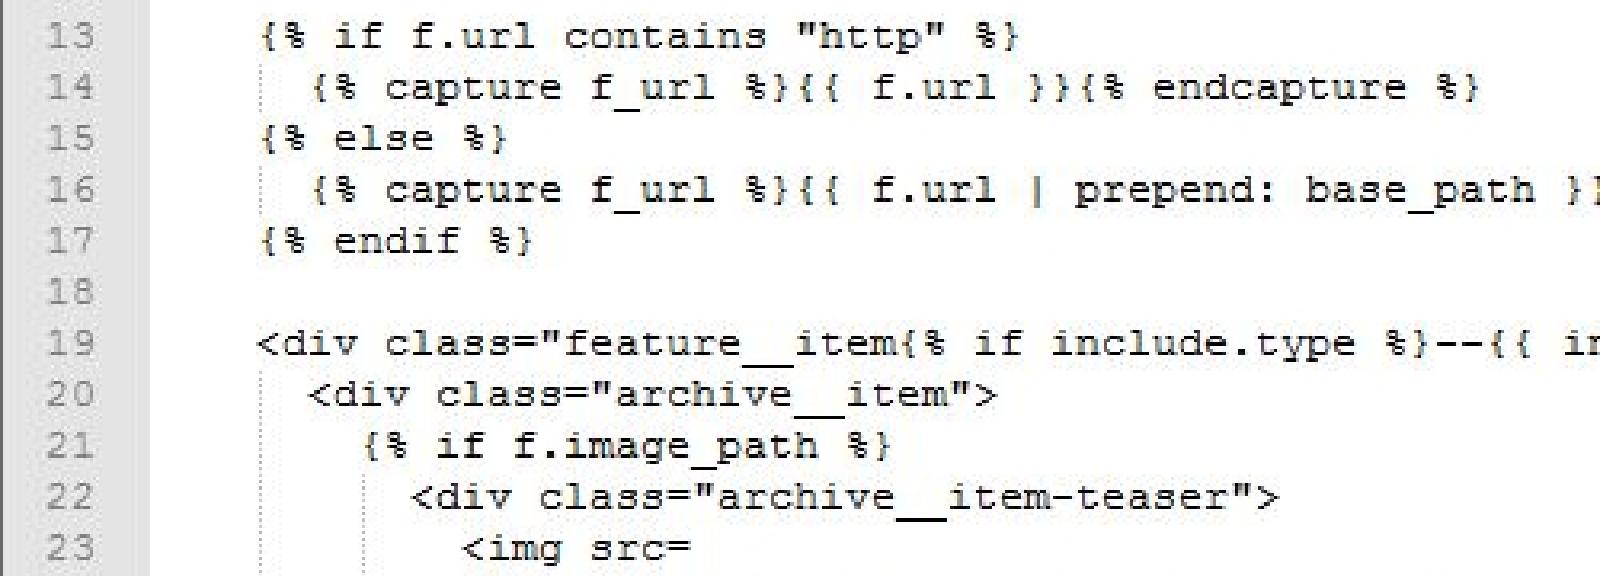 13 {% if f.url contains "http" %}
14 {% capture f_url %}{{ f.url }}{% endcapture %}
15 {% else %}
16 {% capture f_url %}{{ f.url | prepend: base_path }}
17 {% endif %}
18
19 <div class="feature__item{% if include.type %}--{{ in
20 <div class="archive__item">
21 {% if f.image_path %}
22 <div class="archive__item-teaser">
23 <img src=